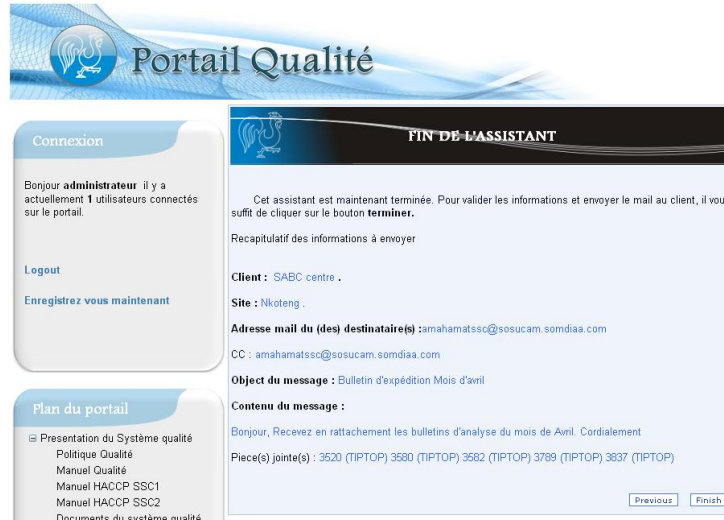 Portail Qualité
Connexion
Bonjour administrateur il y a
actuellement 1 utilisateurs connectés
sur le portail.
Logout
Enregistrez vous maintenant
Plan du portail
Presentation du Système qualité
Politique Qualité
Manuel Qualité
Manuel HACCP SSC1
Manuel HACCP SSC2
Documents du système qualité
FIN DE L'ASSISTANT
Cet assistant est maintenant terminée. Pour valider les informations et envoyer le mail au client, il vou
suffit de cliquer sur le bouton terminer.
Recapitulatif des informations à envoyer
Client : SABC centre .
Site : Nkoteng .
Adresse mail du (des) destinataire(s) :amahamatssc@sosucam.somdiaa.com
CC : amahamatssc@sosucam.somdiaa.com
Object du message : Bulletin d'expédition Mois d'avril
Contenu du message :
Bonjour, Recevez en rattachement les bulletins d'analyse du mois de Avril. Cordialement
Piece(s) jointe(s) : 3520 (TIPTOP) 3580 (TIPTOP) 3582 (TIPTOP) 3789 (TIPTOP) 3837 (TIPTOP)
Previous Finish